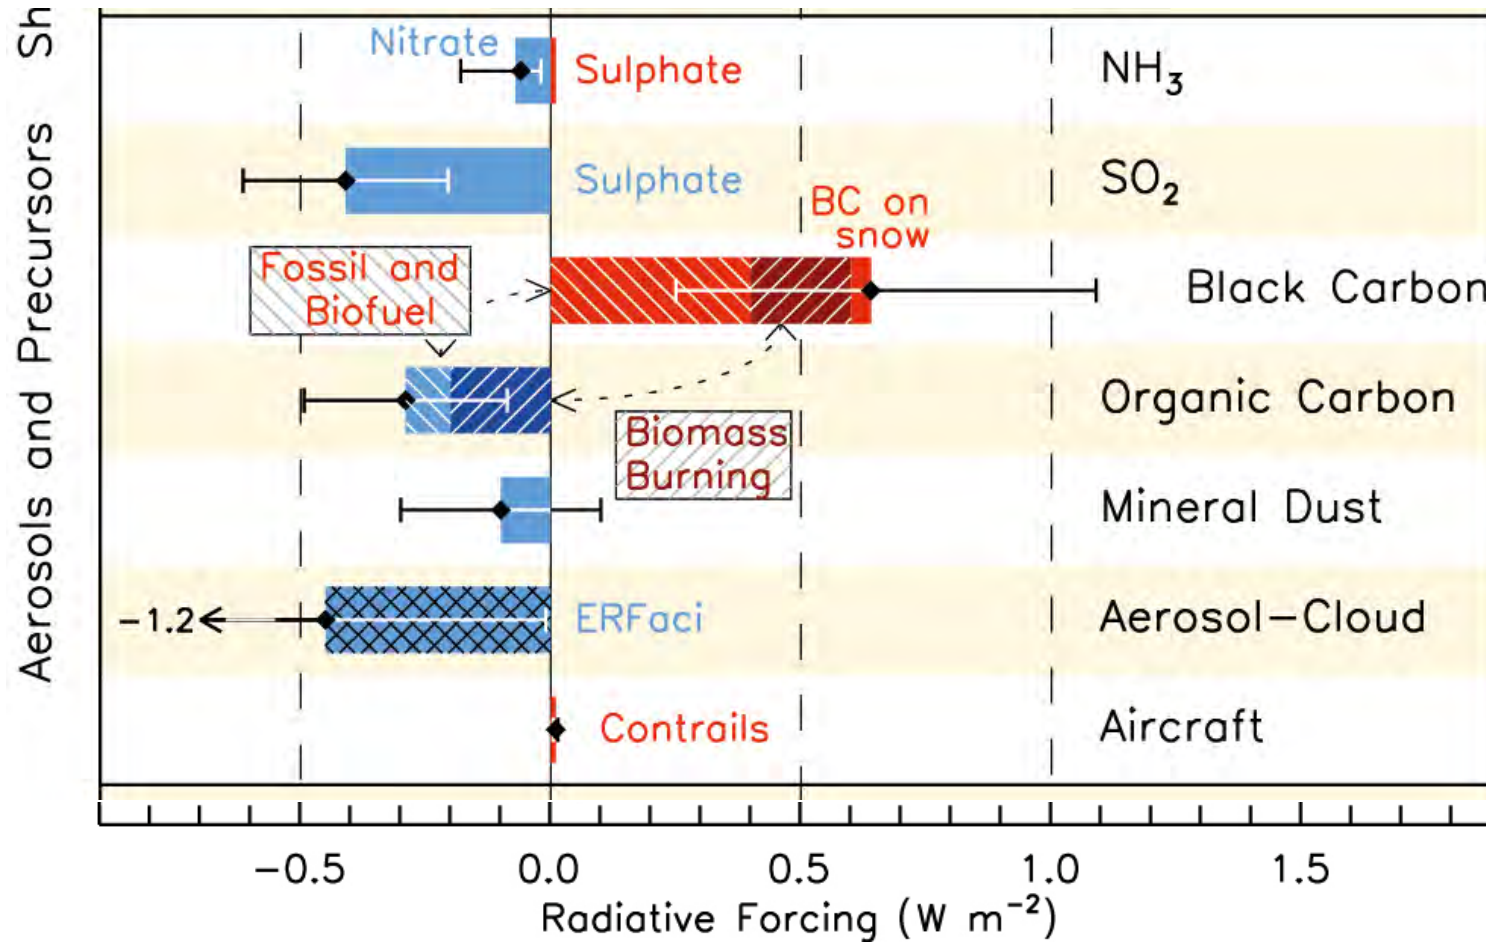 Aerosols and Precursors Sh
Nitrate
Sulphate
NH₃
Sulphate
SO₂
BC on
snow
Fossil and
Biofuel
Black Carbon
Organic Carbon
Biomass
Burning
Mineral Dust
−1.2
ERFaci
Aerosol−Cloud
Contrails
Aircraft
−0.5 0.0 0.5 1.0 1.5
Radiative Forcing (W m⁻²)